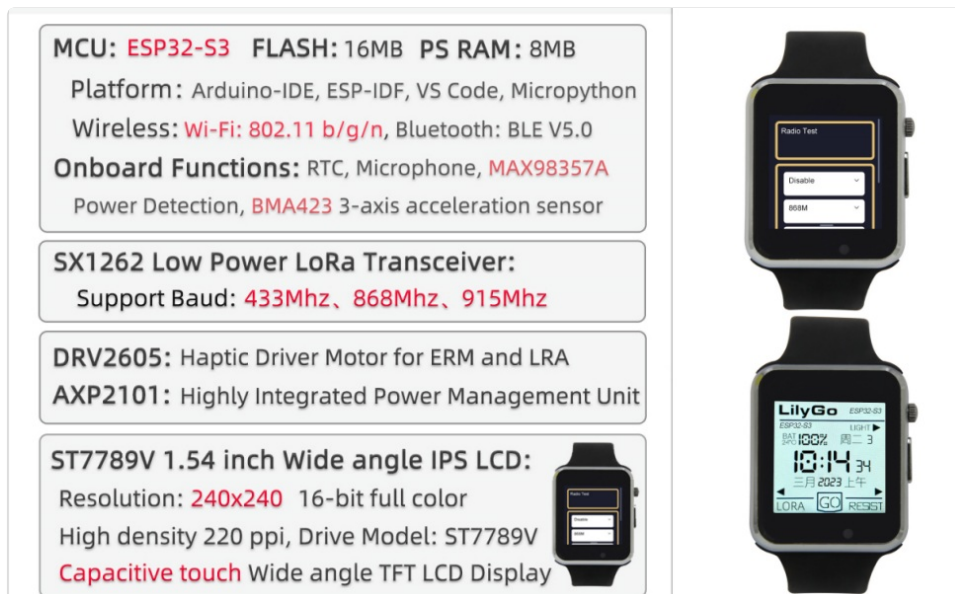 MCU: ESP32-S3 FLASH: 16MB PS RAM: 8MB
Platform: Arduino-IDE, ESP-IDF, VS Code, Micropython
Wireless: Wi-Fi: 802.11 b/g/n, Bluetooth: BLE V5.0
Onboard Functions: RTC, Microphone, MAX98357A
Power Detection, BMA423 3-axis acceleration sensor
SX1262 Low Power LoRa Transceiver:
Support Baud: 433Mhz、868Mhz、915Mhz
DRV2605: Haptic Driver Motor for ERM and LRA
AXP2101: Highly Integrated Power Management Unit
ST7789V 1.54 inch Wide angle IPS LCD:
Resolution: 240x240 16-bit full color
High density 220 ppi, Drive Model: ST7789V
Capacitive touch Wide angle TFT LCD Display
Radio Test
Disable
868M
Radio Test
Disable
868M
LilyGo ESP32-S3
ESP32-S3 LIGHT
BAT 100% 周二 3
10:14 34
三月 2023 上午
LORA GO RESIST